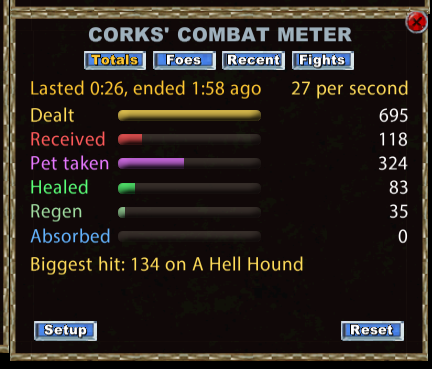 CORKS' COMBAT METER
Totals Foes Recent Fights
Lasted 0:26, ended 1:58 ago 27 per second
Dealt 695
Received 118
Pet taken 324
Healed 83
Regen 35
Absorbed 0
Biggest hit: 134 on A Hell Hound
Setup Reset